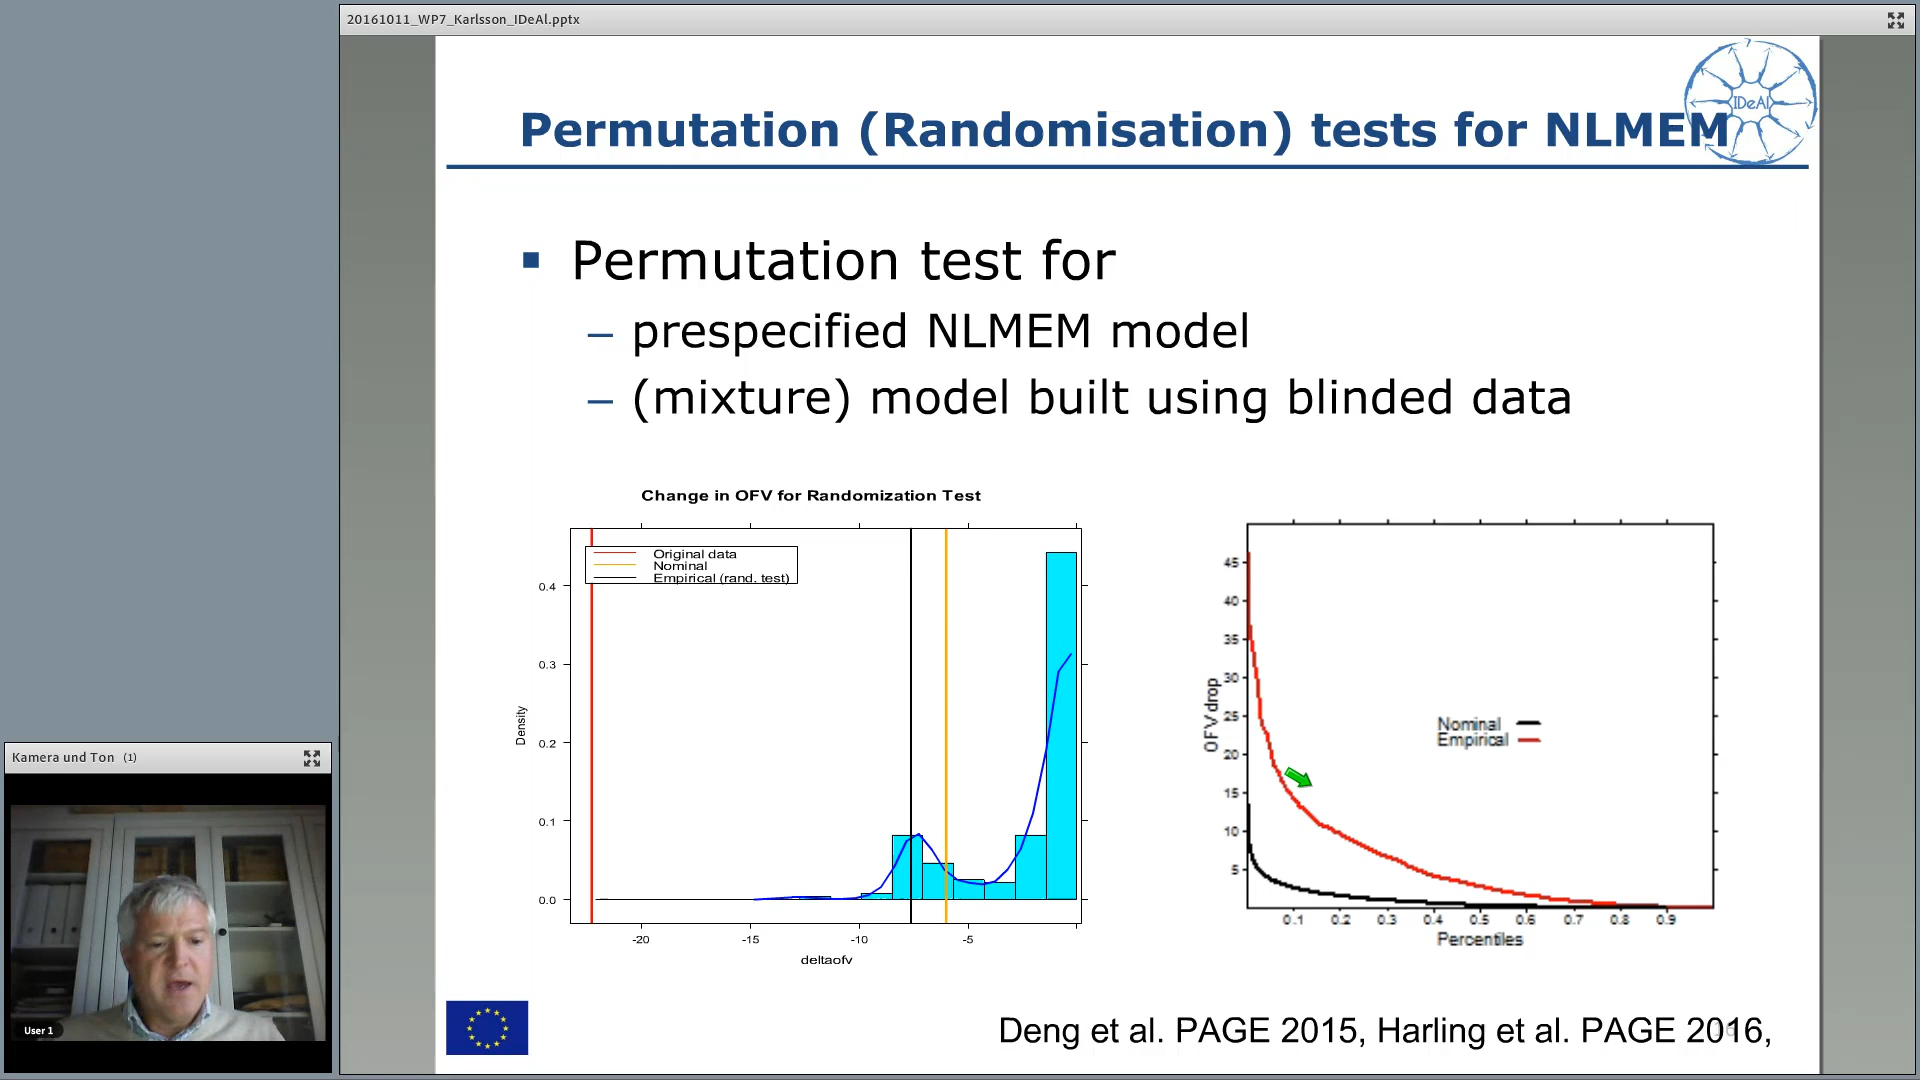 20161011_WP7_Karlsson_IDeAl.pptx
IDeAl
Permutation (Randomisation) tests for NLMEM
Permutation test for
– prespecified NLMEM model
– (mixture) model built using blinded data
Change in OFV for Randomization Test
Original data
Nominal
Empirical (rand. test)
0.4
0.3
0.2
0.1
0.0
Density
-20 -15 -10 -5
deltaofv
45
40
35
30
25
20
15
10
5
OFV drop
Nominal
Empirical
0.1 0.2 0.3 0.4 0.5 0.6 0.7 0.8 0.9
Percentiles
Kamera und Ton (1)
User 1
Deng et al. PAGE 2015, Harling et al. PAGE 2016,